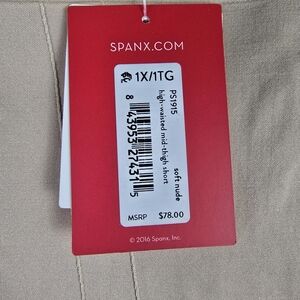 SPANX.COM
1X/1TG
PS1915
high-waisted mid-thigh short
soft nude
8 43953 27431 5
MSRP $78.00
© 2016 Spanx, Inc.